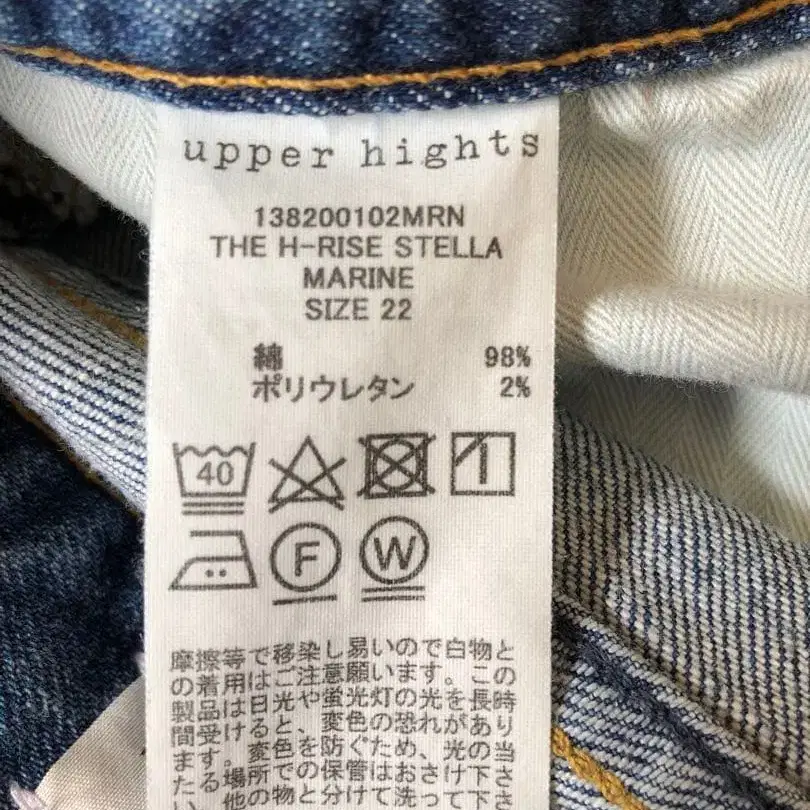 upper hights
138200102MRN
THE H-RISE STELLA
MARINE
SIZE 22
綿 98%
ポリウレタン 2%
40
F W
摩擦等で移染し易いので白物と
の着用はご注意願います。この
製品は日光や蛍光灯の光を長時
間受けると、変色の恐れがあり
ます。変色を防ぐため、光の当
たる場所での保管はおさけ下さ
い。他の物と分けて洗って下さ